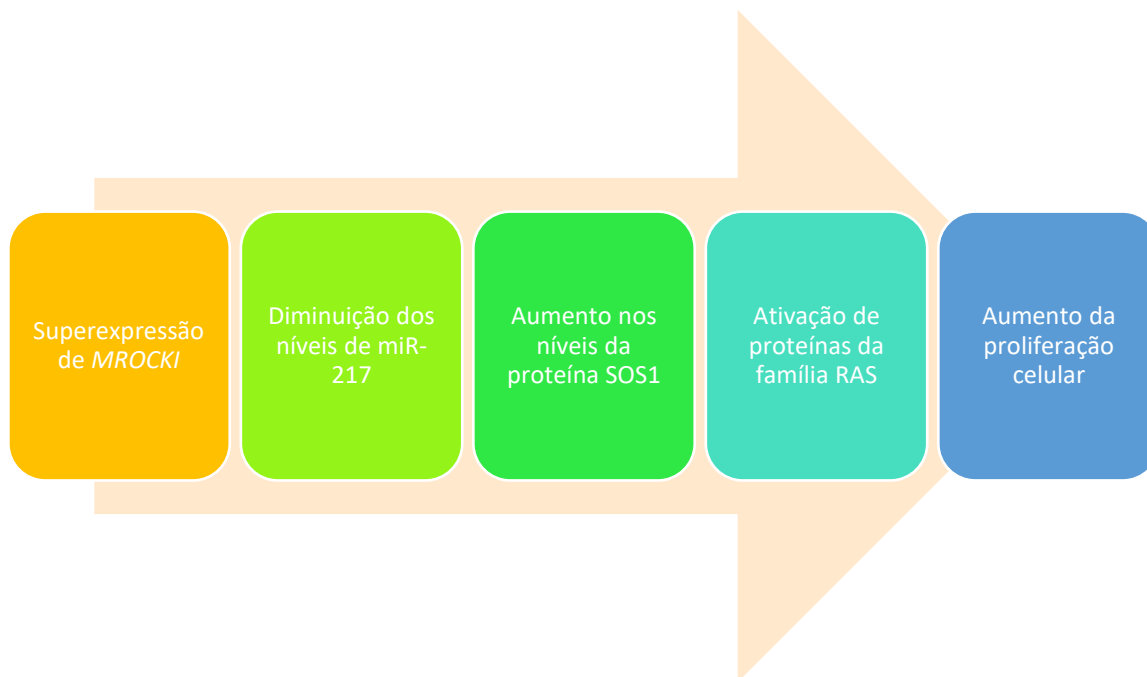 Superexpressão
de MROCKI
Diminuição dos
níveis de miR-
217
Aumento nos
níveis da
proteína SOS1
Ativação de
proteínas da
família RAS
Aumento da
proliferação
celular